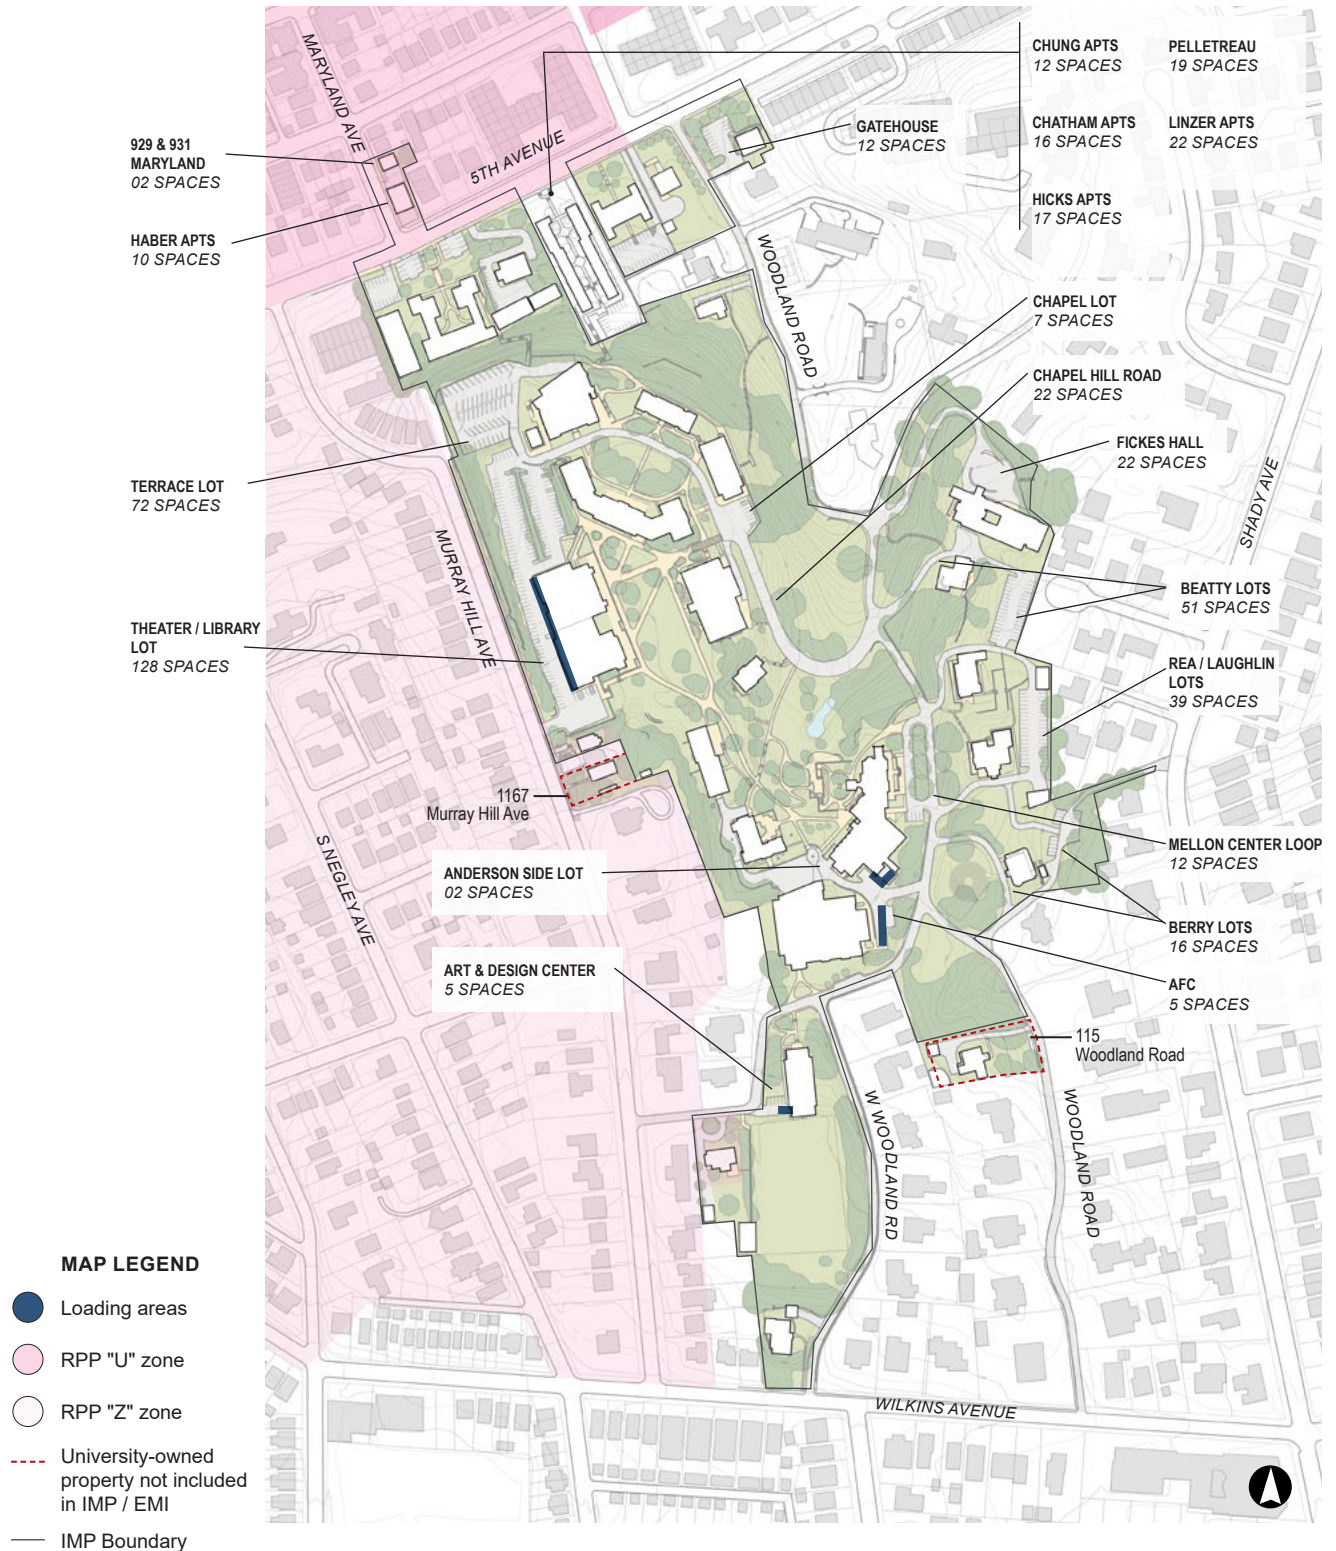 MARYLAND AVE
5TH AVENUE
929 & 931
MARYLAND
02 SPACES
HABER APTS
10 SPACES
GATEHOUSE
12 SPACES
CHUNG APTS
12 SPACES
PELLETREAU
19 SPACES
CHATHAM APTS
16 SPACES
LINZER APTS
22 SPACES
HICKS APTS
17 SPACES
WOODLAND ROAD
CHAPEL LOT
7 SPACES
CHAPEL HILL ROAD
22 SPACES
FICKES HALL
22 SPACES
SHADY AVE
TERRACE LOT
72 SPACES
MURRAY HILL AVE
BEATTY LOTS
51 SPACES
THEATER / LIBRARY
LOT
128 SPACES
REA / LAUGHLIN
LOTS
39 SPACES
1167
Murray Hill Ave
S NEGLEY AVE
MELLON CENTER LOOP
12 SPACES
ANDERSON SIDE LOT
02 SPACES
BERRY LOTS
16 SPACES
ART & DESIGN CENTER
5 SPACES
AFC
5 SPACES
115
Woodland Road
W WOODLAND RD
WOODLAND ROAD
WILKINS AVENUE
MAP LEGEND
Loading areas
RPP "U" zone
RPP "Z" zone
University-owned
property not included
in IMP / EMI
IMP Boundary